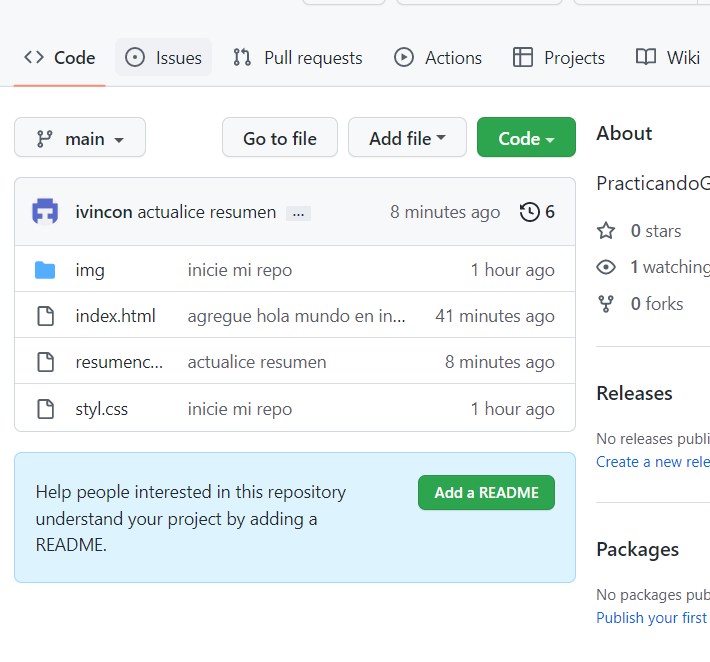 Code Issues Pull requests Actions Projects Wiki
main Go to file Add file Code
ivincon actualice resumen ... 8 minutes ago 6
img inicie mi repo 1 hour ago
index.html agregue hola mundo en in... 41 minutes ago
resumenc... actualice resumen 8 minutes ago
styl.css inicie mi repo 1 hour ago
Help people interested in this repository
understand your project by adding a
README.
Add a README
About
PracticandoG
0 stars
1 watching
0 forks
Releases
No releases publi
Create a new rele
Packages
No packages pub
Publish your first